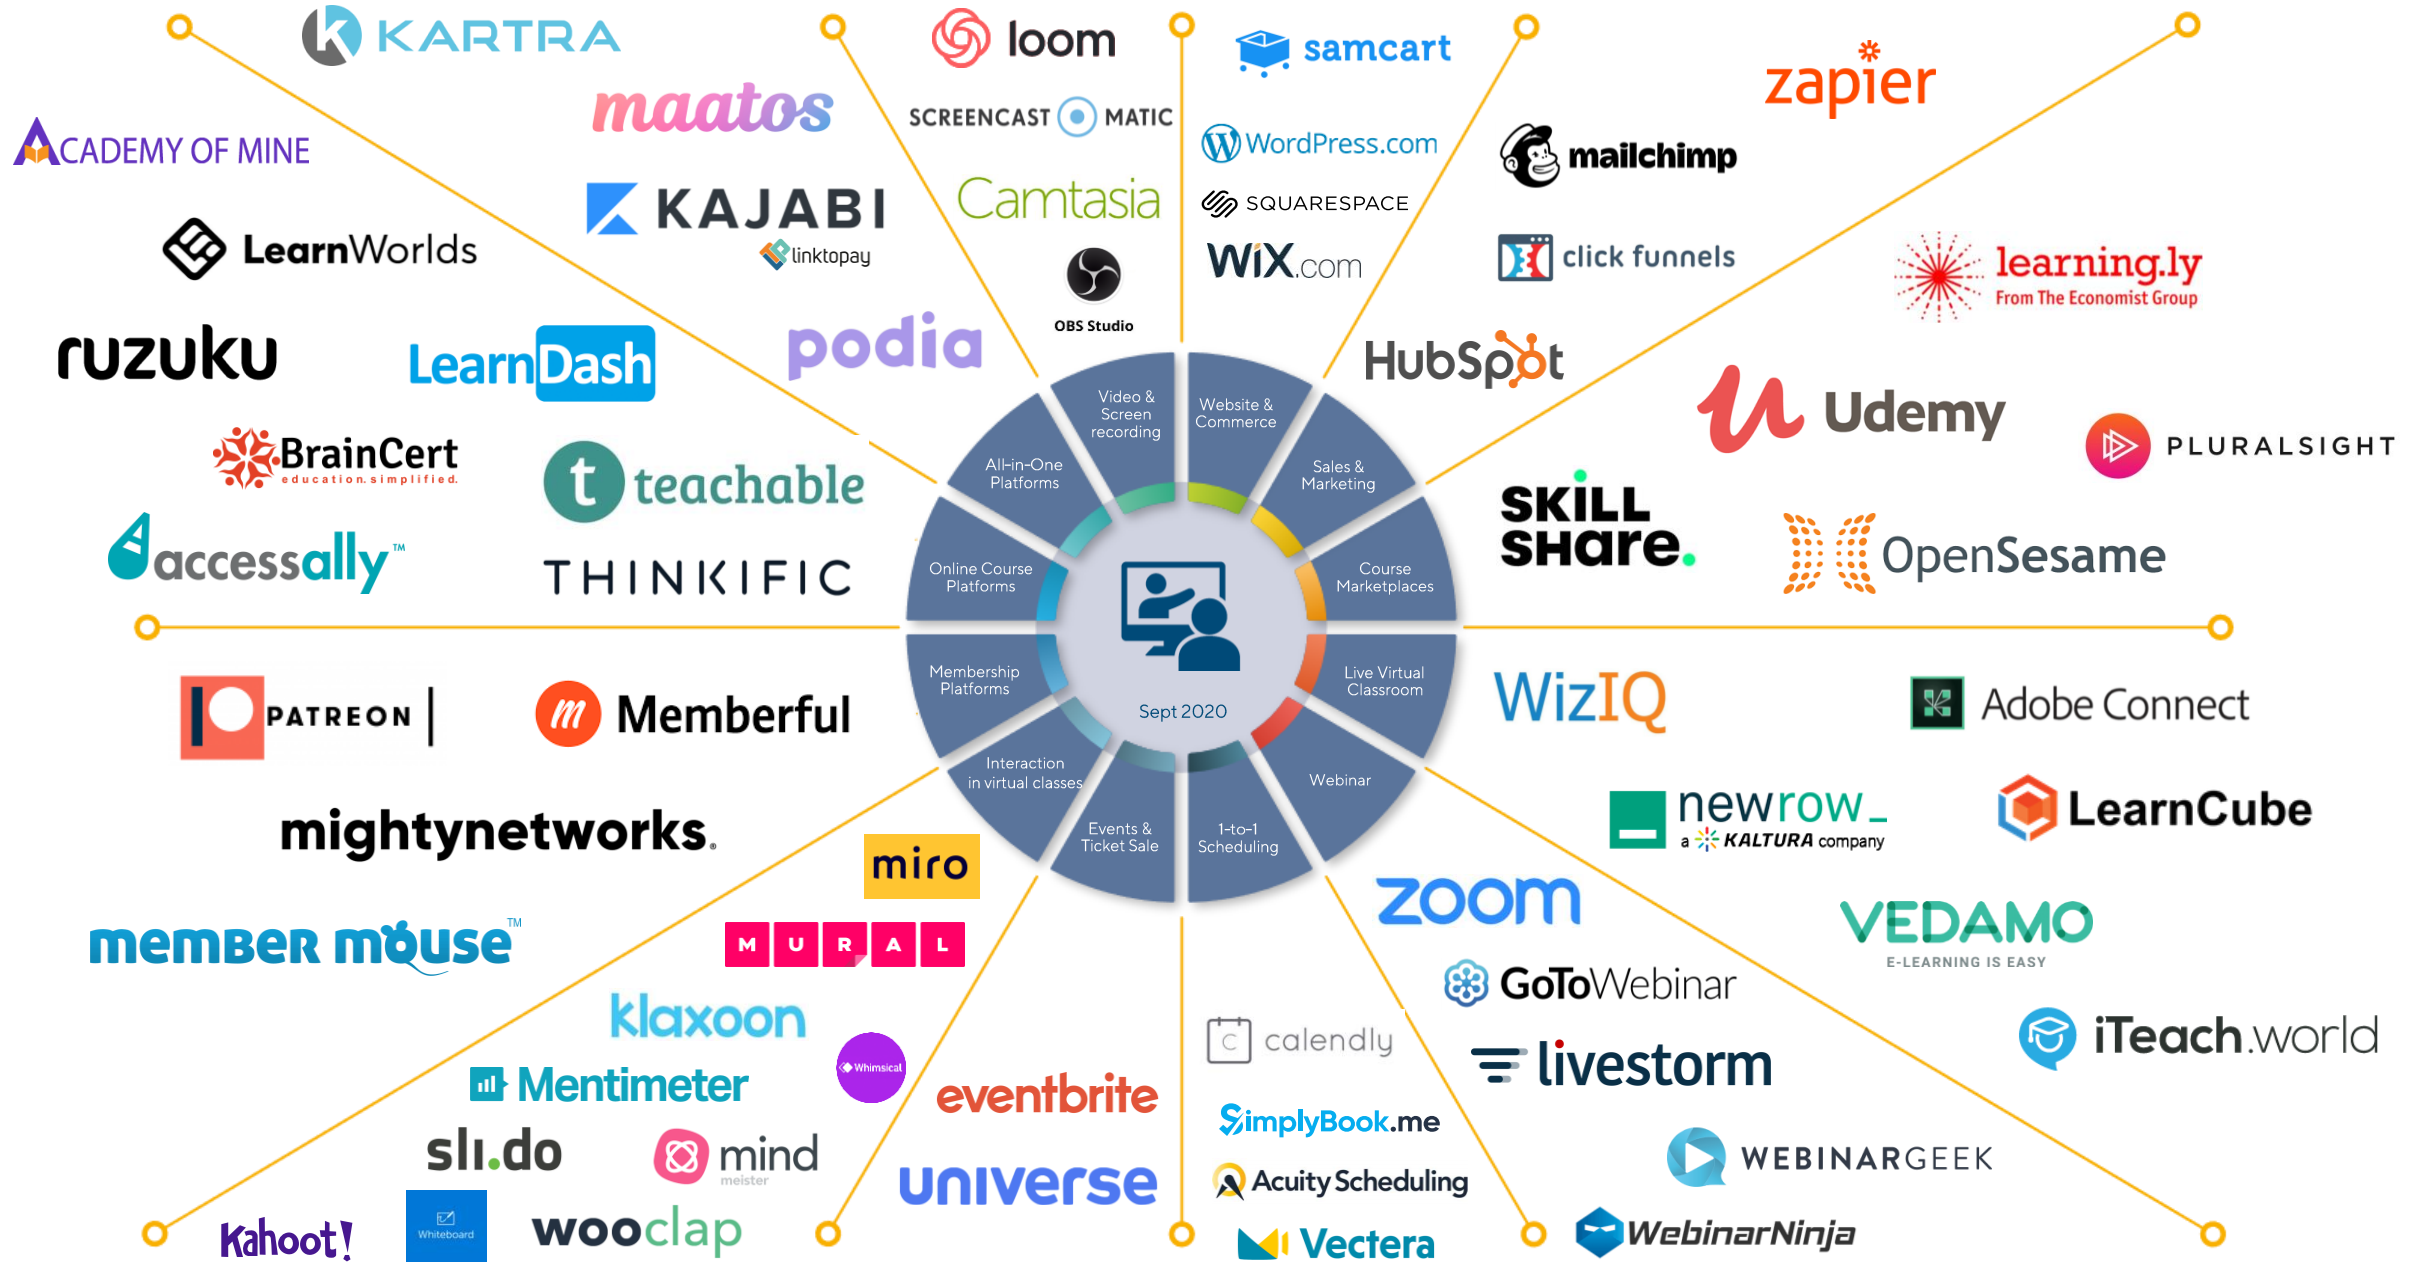 KARTRA
maatos
ACADEMY OF MINE
KAJABI
LearnWorlds
linktopay
ruzuku
LearnDash
podia
BrainCert
education. simplified.
teachable
accessally™
THINKIFIC
loom
SCREENCAST MATIC
Camtasia
OBS Studio
samcart
WordPress.com
SQUARESPACE
WiX.com
zapier
mailchimp
click funnels
HubSpot
learning.ly
From The Economist Group
Udemy
PLURALSIGHT
SKiLL
SHare.
OpenSesame
Video &
Screen
recording
Website &
Commerce
All-in-One
Platforms
Sales &
Marketing
Online Course
Platforms
Course
Marketplaces
Membership
Platforms
Live Virtual
Classroom
Sept 2020
Interaction
in virtual classes
Webinar
Events &
Ticket Sale
1-to-1
Scheduling
PATREON
Memberful
mightynetworks®
member mouse™
miro
MURAL
klaxoon
Whimsical
Mentimeter
sli.do
mind
meister
Kahoot!
Whiteboard
wooclap
eventbrite
universe
C calendly
SimplyBook.me
Acuity Scheduling
Vectera
WizIQ
Adobe Connect
newrow_
a KALTURA company
LearnCube
zoom
VEDAMO
E-LEARNING IS EASY
GoToWebinar
iTeach.world
livestorm
WEBINARGEEK
WebinarNinja